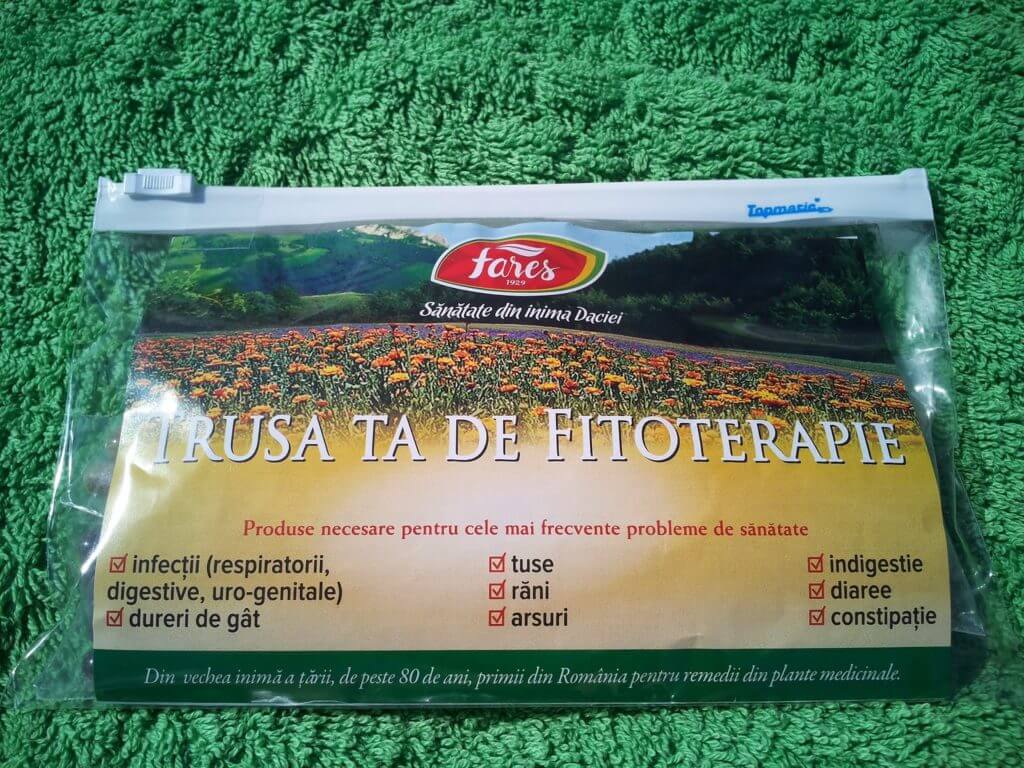 Topmatic
fares
1929
Sănătate din inima Daciei
TRUSA TA DE FITOTERAPIE
Produse necesare pentru cele mai frecvente probleme de sănătate
infecții (respiratorii,
digestive, uro-genitale)
dureri de gât
tuse
răni
arsuri
indigestie
diaree
constipație
Din vechea inimă a țării, de peste 80 de ani, primii din România pentru remedii din plante medicinale.